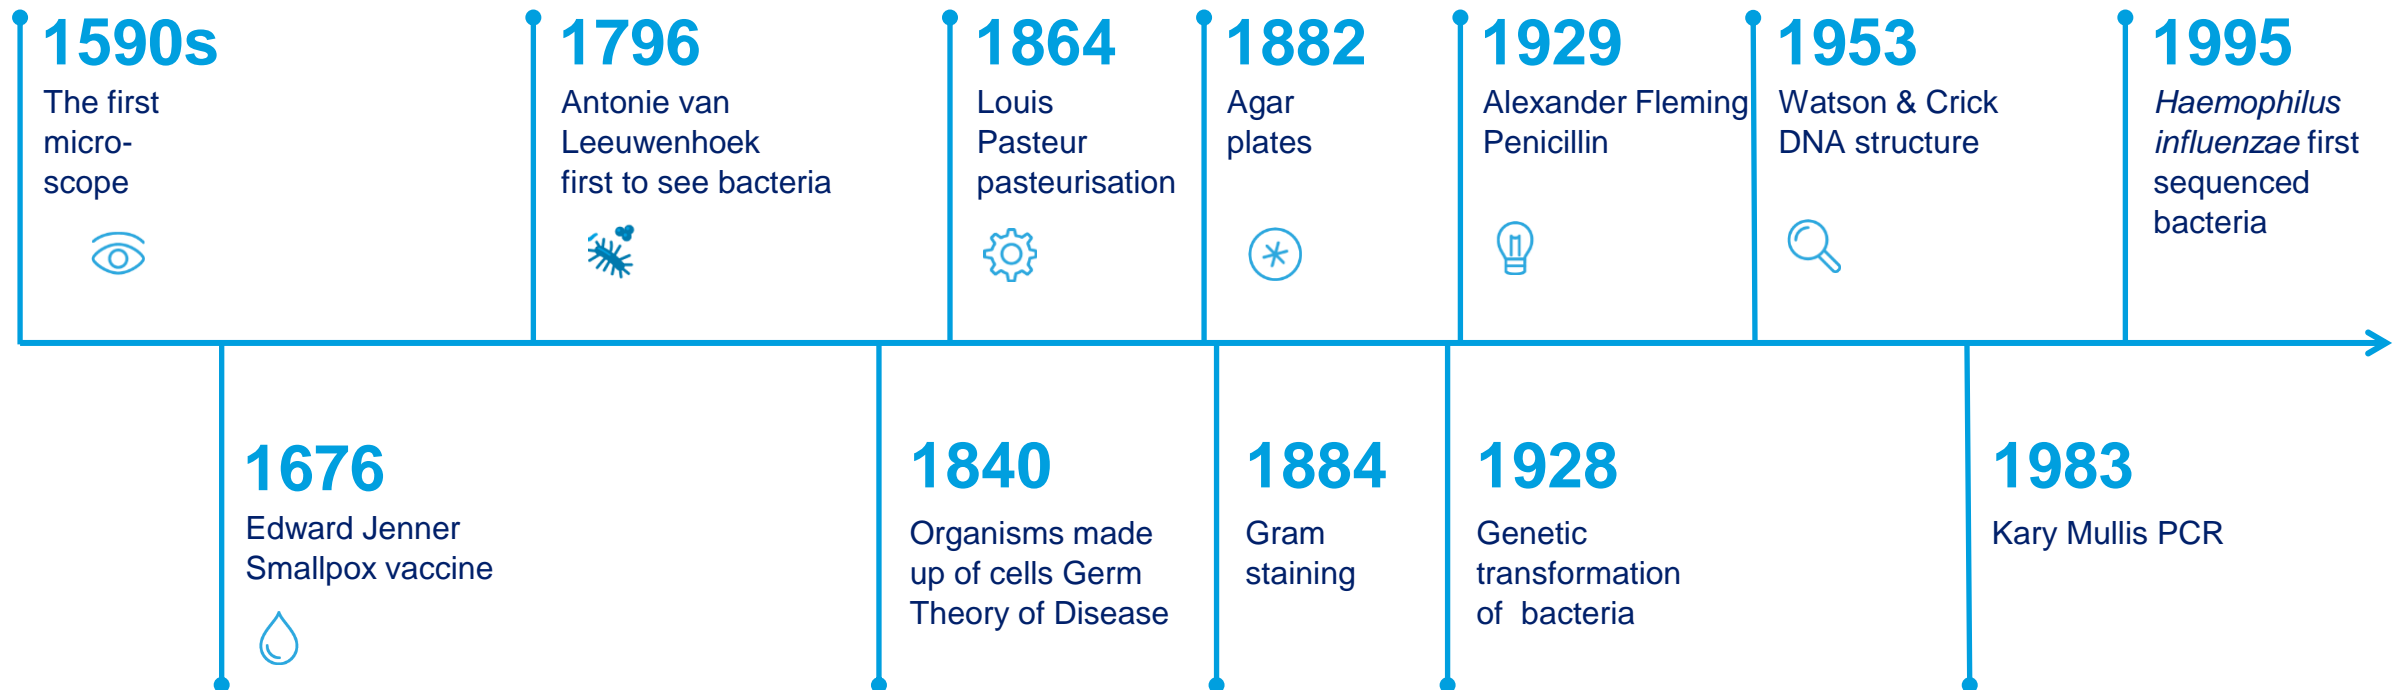 1590s
The first
micro-
scope
1796
Antonie van
Leeuwenhoek
first to see bacteria
1864
Louis
Pasteur
pasteurisation
1882
Agar
plates
1929
Alexander Fleming
Penicillin
1953
Watson & Crick
DNA structure
1995
Haemophilus
influenzae first
sequenced
bacteria
1676
Edward Jenner
Smallpox vaccine
1840
Organisms made
up of cells Germ
Theory of Disease
1884
Gram
staining
1928
Genetic
transformation
of bacteria
1983
Kary Mullis PCR